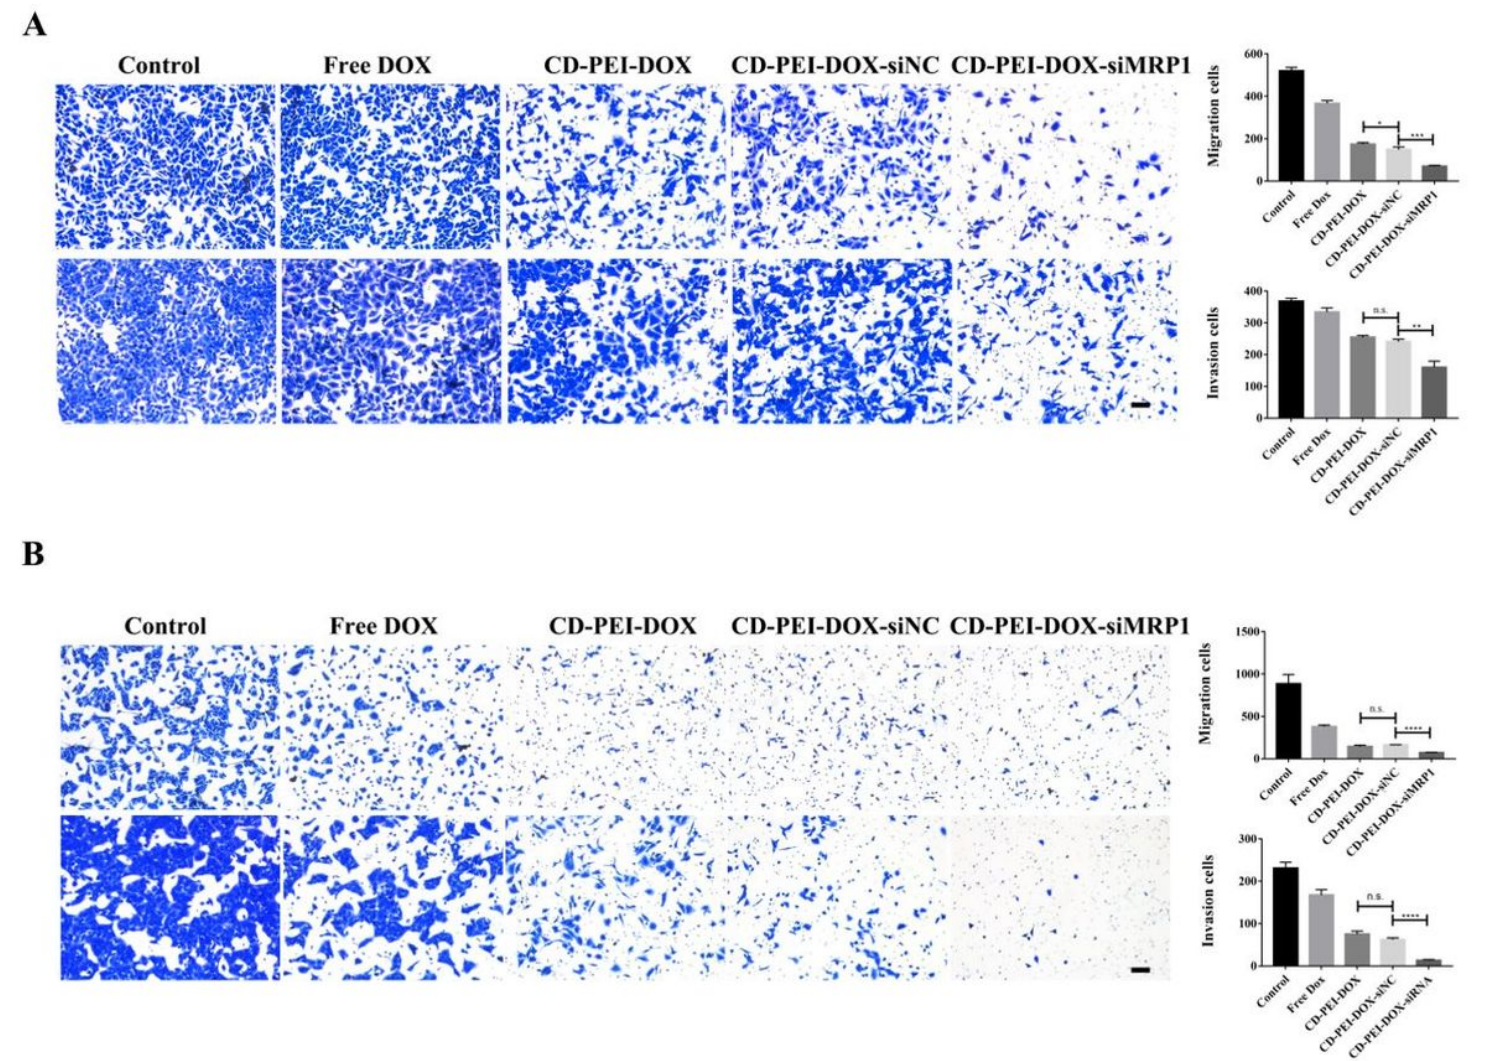 A
Control
Free DOX
CD-PEI-DOX
CD-PEI-DOX-siNC
CD-PEI-DOX-siMRP1
Migration cells
600
400
200
0
*
***
Control
Free Dox
CD-PEI-DOX
CD-PEI-DOX-siNC
CD-PEI-DOX-siMRP1
Invasion cells
400
300
200
100
0
n.s.
**
Control
Free Dox
CD-PEI-DOX
CD-PEI-DOX-siNC
CD-PEI-DOX-siMRP1
B
Control
Free DOX
CD-PEI-DOX
CD-PEI-DOX-siNC
CD-PEI-DOX-siMRP1
Migration cells
1500
1000
500
0
n.s.
****
Control
Free Dox
CD-PEI-DOX
CD-PEI-DOX-siNC
CD-PEI-DOX-siMRP1
Invasion cells
300
200
100
0
n.s.
****
Control
Free Dox
CD-PEI-DOX
CD-PEI-DOX-siNC
CD-PEI-DOX-siRNA